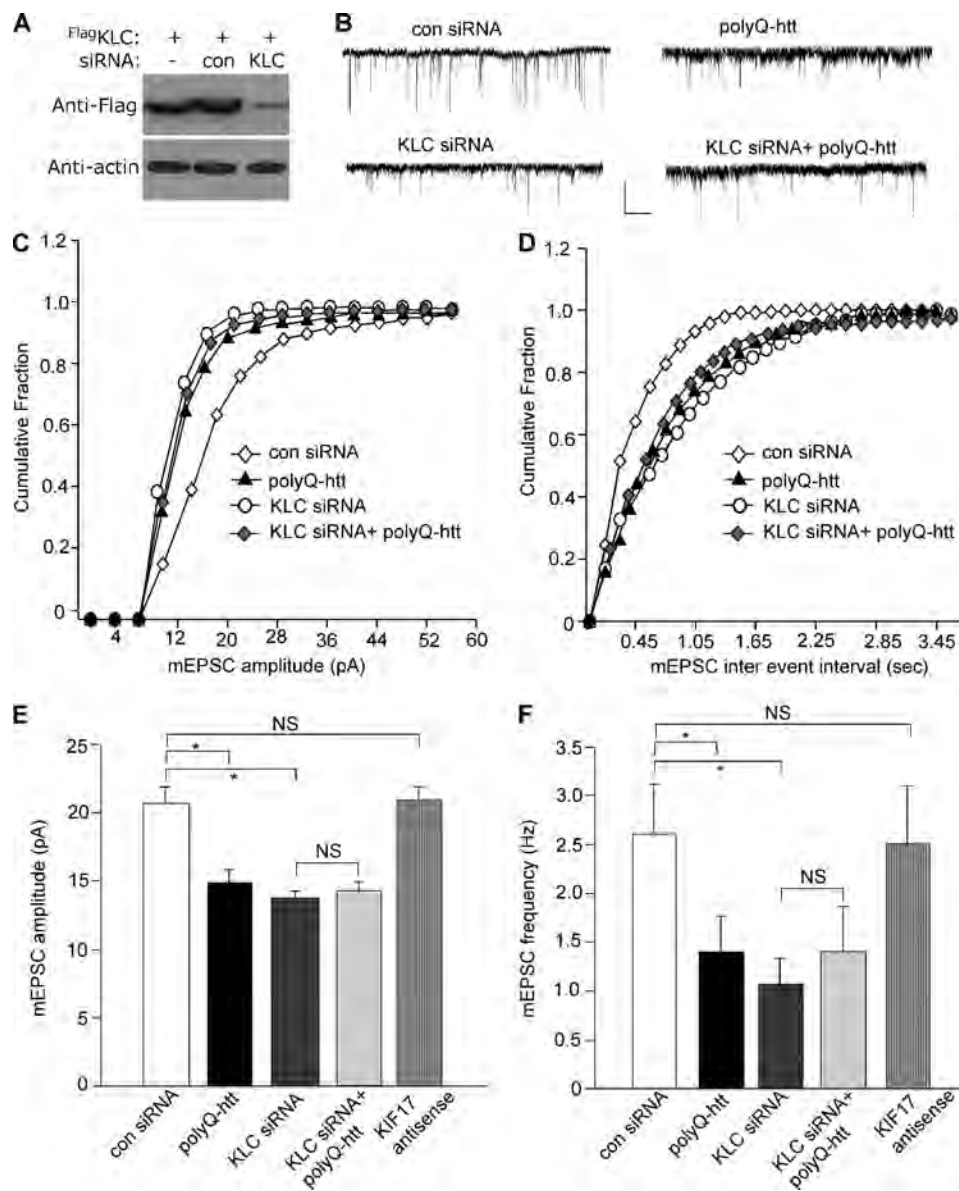 A
FlagKLC: + + +
siRNA: - con KLC
Anti-Flag
Anti-actin
B
con siRNA
polyQ-htt
KLC siRNA
KLC siRNA+ polyQ-htt
C
1.2
1.0
0.8
0.6
0.4
0.2
0
Cumulative Fraction
con siRNA
polyQ-htt
KLC siRNA
KLC siRNA+ polyQ-htt
4 12 20 28 36 44 52 60
mEPSC amplitude (pA)
D
1.2
1.0
0.8
0.6
0.4
0.2
0
Cumulative Fraction
con siRNA
polyQ-htt
KLC siRNA
KLC siRNA+ polyQ-htt
0.45 1.05 1.65 2.25 2.85 3.45
mEPSC inter event interval (sec)
E
NS
*
*
NS
25
20
15
10
5
0
mEPSC amplitude (pA)
con siRNA
polyQ-htt
KLC siRNA
KLC siRNA+
polyQ-htt
KIF17
antisense
F
NS
*
*
NS
3.5
3.0
2.5
2.0
1.5
1.0
0.5
0
mEPSC frequency (Hz)
con siRNA
polyQ-htt
KLC siRNA
KLC siRNA+
polyQ-htt
KIF17
antisense